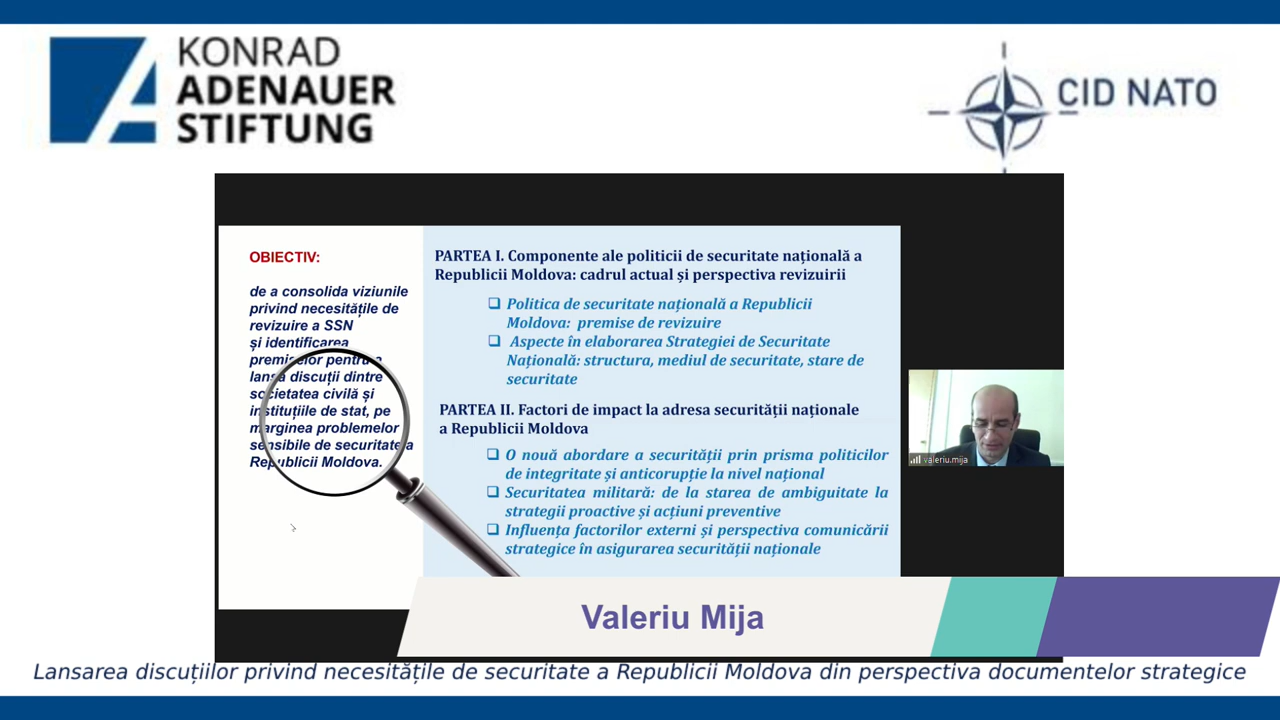 KONRAD
ADENAUER
STIFTUNG
CID NATO
OBIECTIV:
de a consolida viziunile
privind necesitățile de
revizuire a SSN
și identificarea
premiselor pentru a
lansa discuții dintre
societatea civilă și
instituțiile de stat, pe
marginea problemelor
sensibile de securitate a
Republicii Moldova.
PARTEA I. Componente ale politicii de securitate națională a
Republicii Moldova: cadrul actual și perspectiva revizuirii
❑ Politica de securitate națională a Republicii
Moldova: premise de revizuire
❑ Aspecte în elaborarea Strategiei de Securitate
Națională: structura, mediul de securitate, stare de
securitate
PARTEA II. Factori de impact la adresa securității naționale
a Republicii Moldova
❑ O nouă abordare a securității prin prisma politicilor
de integritate și anticorupție la nivel național
❑ Securitatea militară: de la starea de ambiguitate la
strategii proactive și acțiuni preventive
❑ Influența factorilor externi și perspectiva comunicării
strategice în asigurarea securității naționale
valeriu.mija
Valeriu Mija
Lansarea discuțiilor privind necesitățile de securitate a Republicii Moldova din perspectiva documentelor strategice